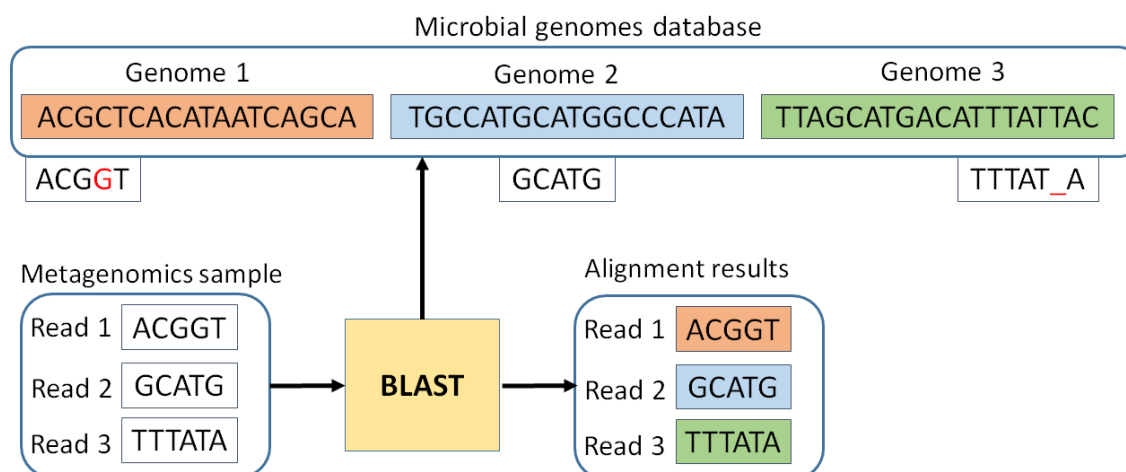 Microbial genomes database
Genome 1 Genome 2 Genome 3
ACGCTCACATAATCAGCA TGCCATGCATGGCCCATA TTAGCATGACATTTATTAC
ACGGT GCATG TTTAT_A
Metagenomics sample Alignment results
Read 1 ACGGT Read 1 ACGGT
Read 2 GCATG BLAST Read 2 GCATG
Read 3 TTTATA Read 3 TTTATA